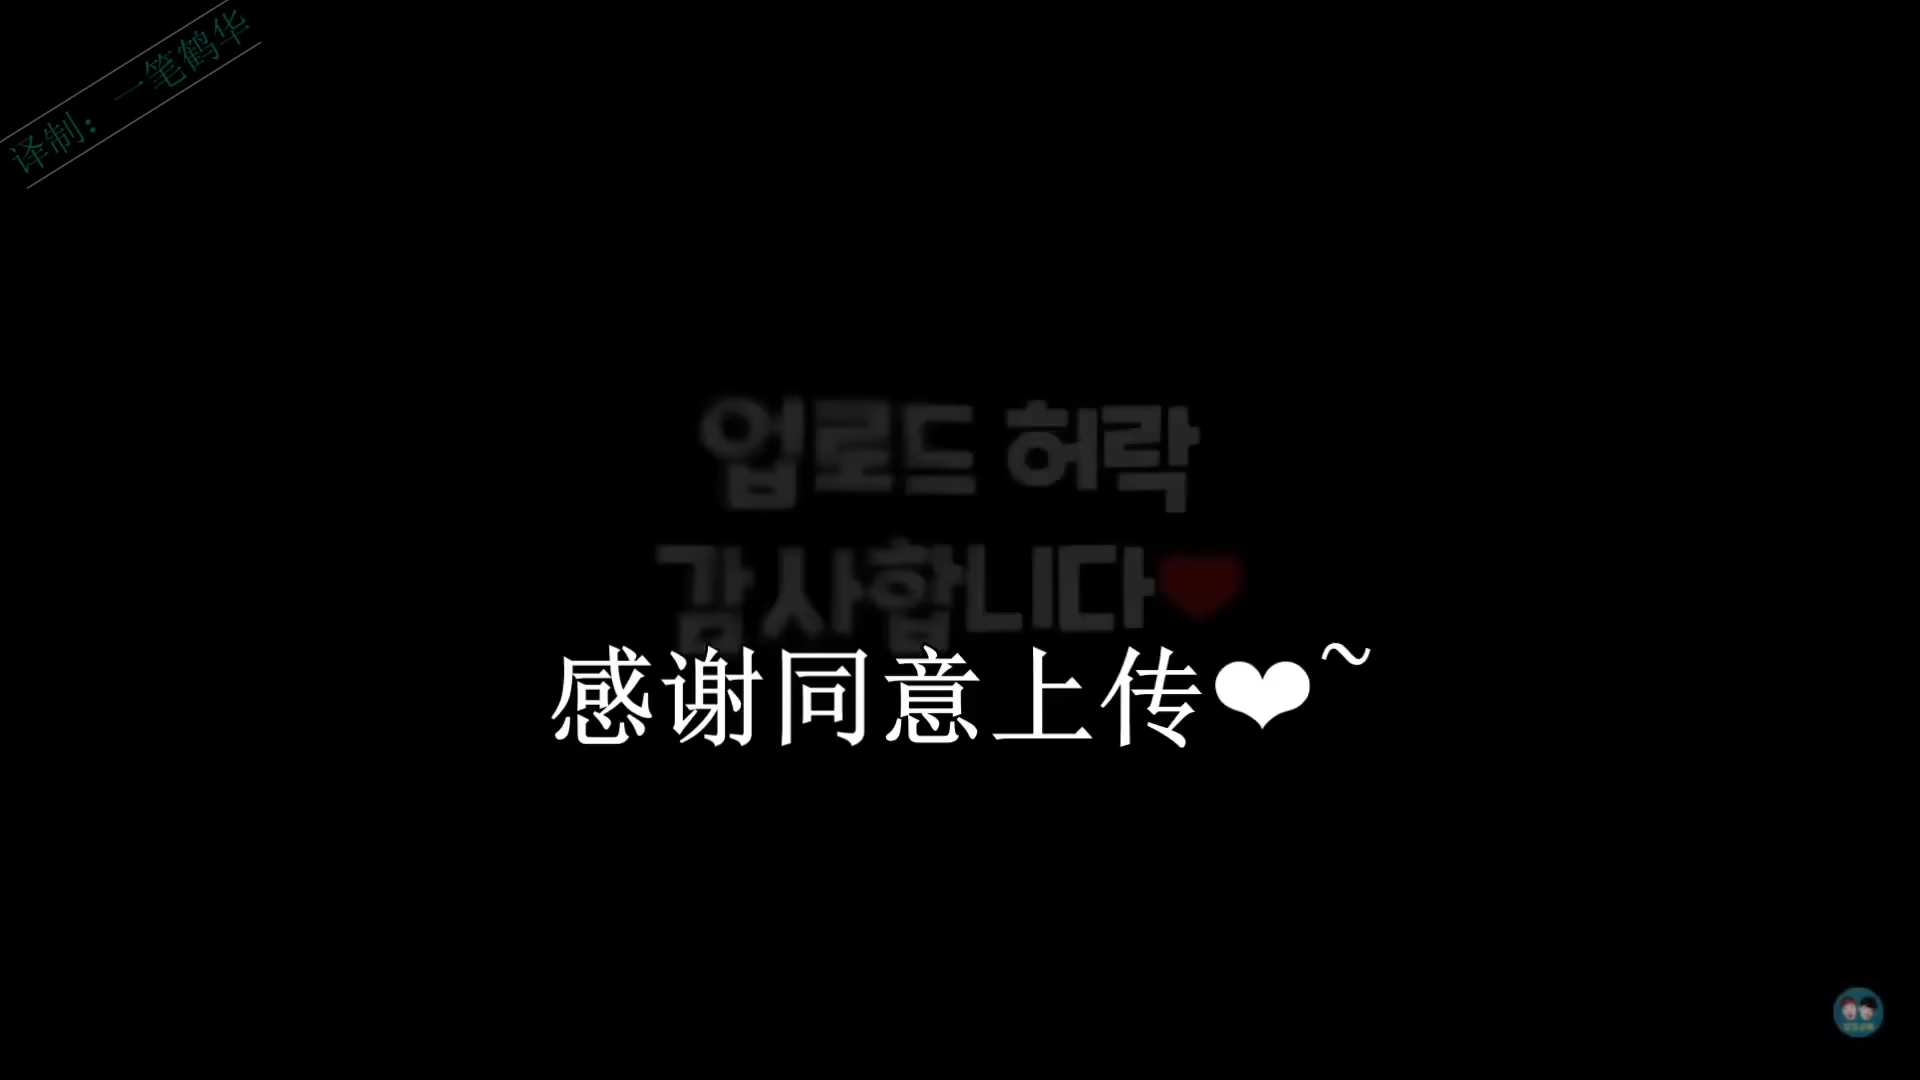 译制：一笔鹤华
업로드 허락
감사합니다❤
感谢同意上传❤~